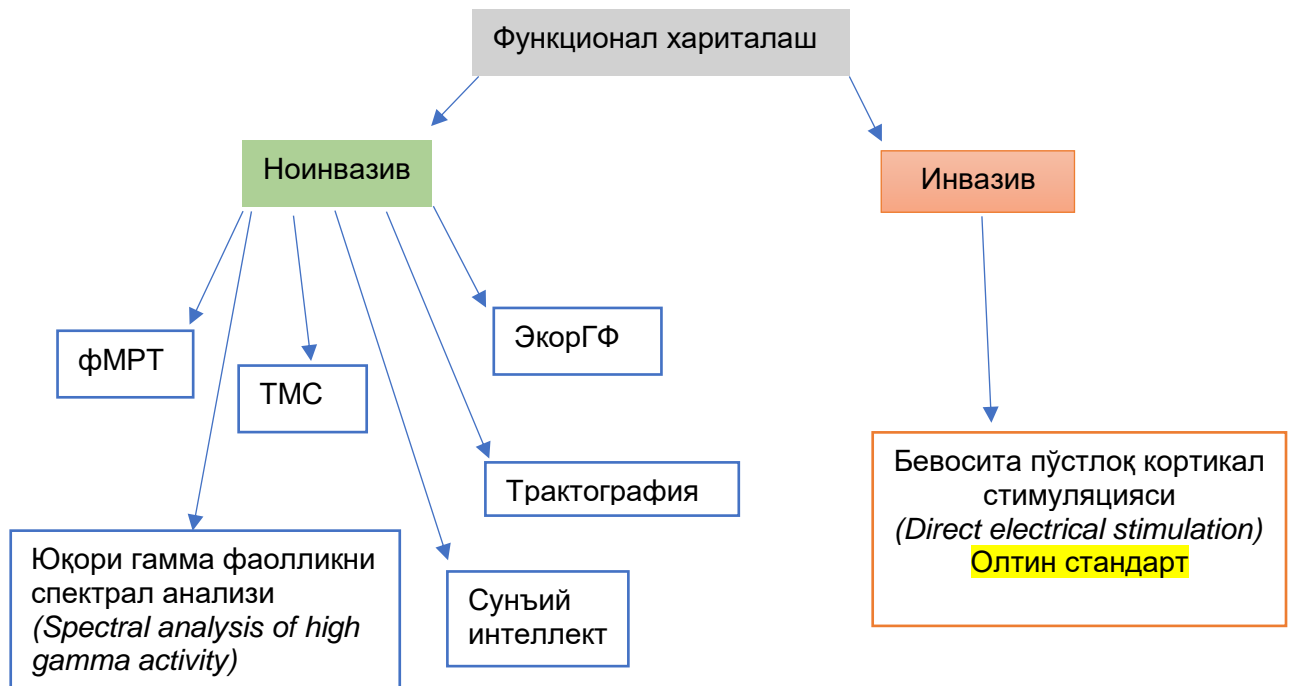 Функционал хариталаш
Ноинвазив
Инвазив
фМРТ
ТМС
ЭкорГФ
Трактография
Юқори гамма фаолликни
спектрал анализи
(Spectral analysis of high
gamma activity)
Сунъий
интеллект
Бевосита пўстлоқ кортикал
стимуляцияси
(Direct electrical stimulation)
Олтин стандарт